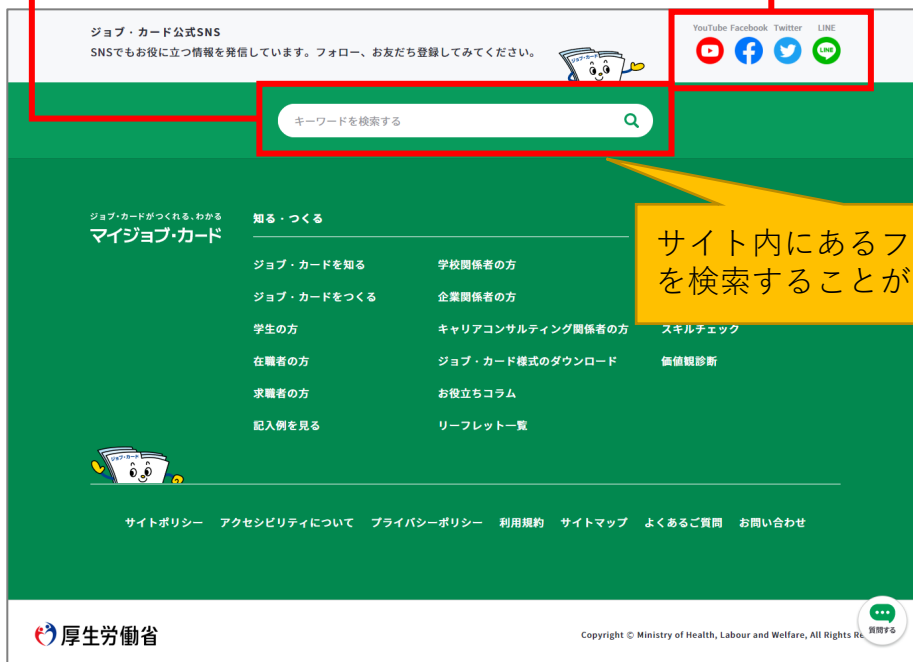 ジョブ・カード公式SNS
SNSでもお役に立つ情報を発信しています。フォロー、お友だち登録してみてください。
YouTube Facebook Twitter LINE
ジョブ・カード
LINE
キーワードを検索する
サイト内にあるフ
を検索することが
ジョブ・カードがつくれる、わかる
マイジョブ・カード
知る・つくる
ジョブ・カードを知る
学校関係者の方
ジョブ・カードをつくる
企業関係者の方
学生の方
キャリアコンサルティング関係者の方
スキルチェック
在職者の方
ジョブ・カード様式のダウンロード
価値観診断
求職者の方
お役立ちコラム
記入例を見る
リーフレット一覧
ジョブ・カード
サイトポリシー アクセシビリティについて プライバシーポリシー 利用規約 サイトマップ よくあるご質問 お問い合わせ
厚生労働省
Copyright © Ministry of Health, Labour and Welfare, All Rights
質問する